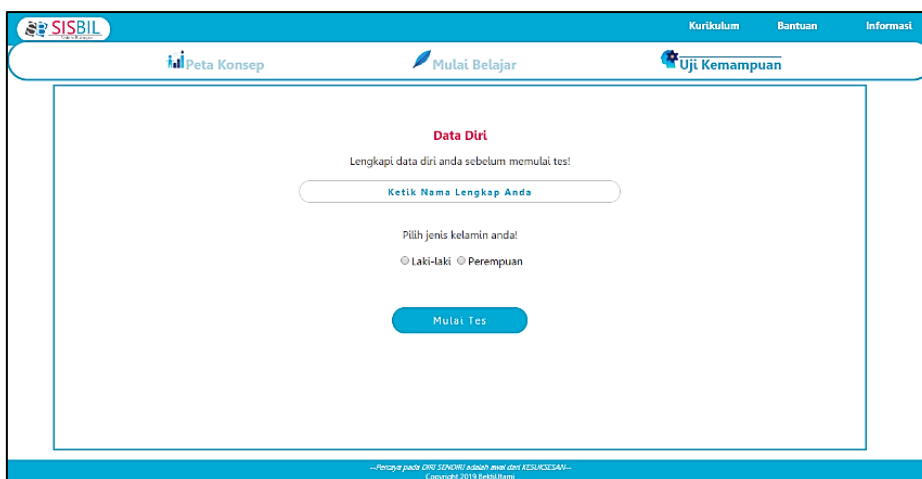 SISBIL
Kurikulum Bantuan Informasi
Peta Konsep Mulai Belajar Uji Kemampuan
Data Diri
Lengkapi data diri anda sebelum memulai tes!
Ketik Nama Lengkap Anda
Pilih jenis kelamin anda!
Laki-laki Perempuan
Mulai Tes
---Percaya pada DIRI SENDIRI adalah awal dari KESUKSESAN---
Copyright 2019